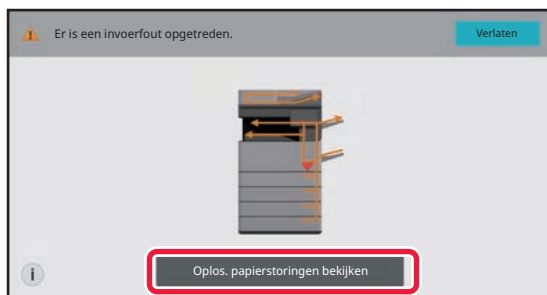 Er is een invoerfout opgetreden.
Verlaten
Oplos. papierstoringen bekijken
i